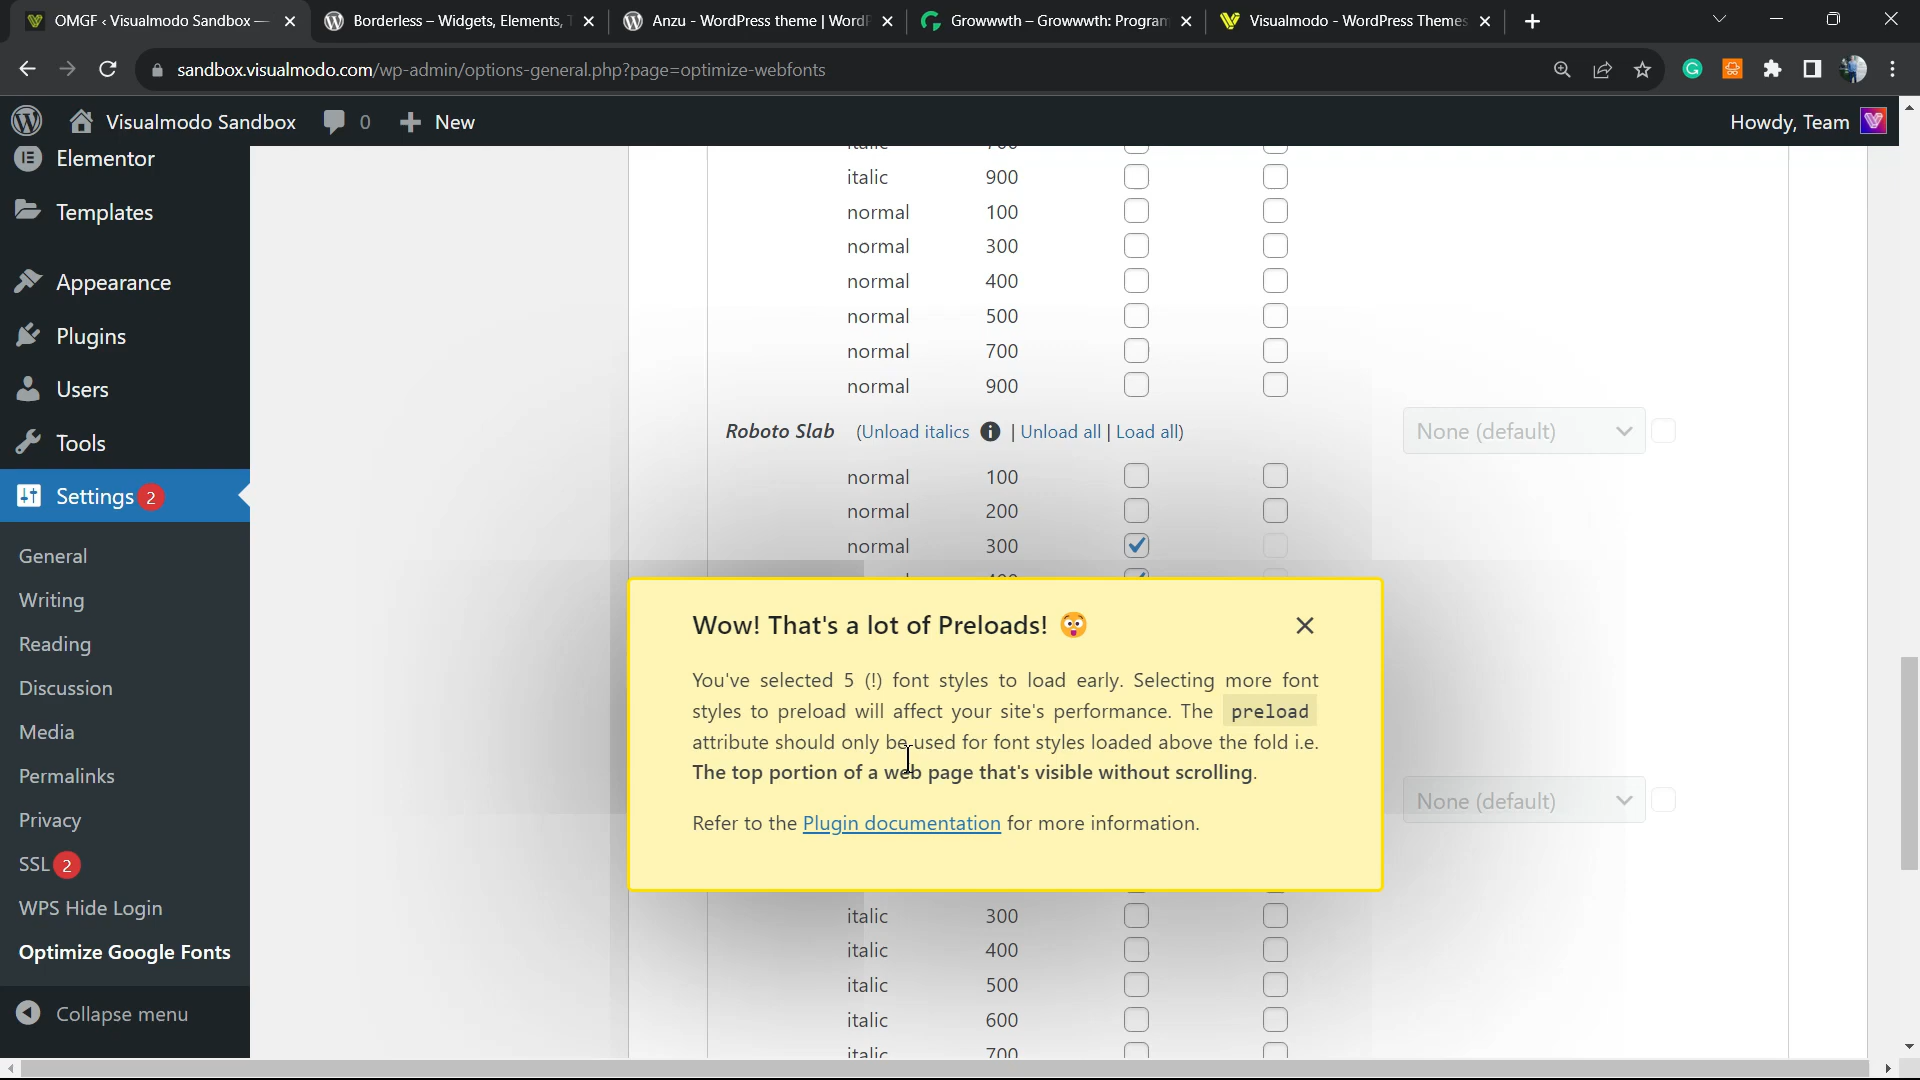 OMGF ‹ Visualmodo Sandbox —
Borderless – Widgets, Elements, T
Anzu - WordPress theme | WordP
Growwwth – Growwwth: Program
Visualmodo - WordPress Themes
sandbox.visualmodo.com/wp-admin/options-general.php?page=optimize-webfonts
Visualmodo Sandbox
0
New
Howdy, Team
Elementor
Templates
Appearance
Plugins
Users
Tools
Settings 2
General
Writing
Reading
Discussion
Media
Permalinks
Privacy
SSL 2
WPS Hide Login
Optimize Google Fonts
Collapse menu
italic 700
italic 900
normal 100
normal 300
normal 400
normal 500
normal 700
normal 900
Roboto Slab (Unload italics | Unload all | Load all)
None (default)
normal 100
normal 200
normal 300
Wow! That's a lot of Preloads! 😲
You've selected 5 (!) font styles to load early. Selecting more font
styles to preload will affect your site's performance. The preload
attribute should only be used for font styles loaded above the fold i.e.
The top portion of a web page that's visible without scrolling.
Refer to the Plugin documentation for more information.
None (default)
italic 300
italic 400
italic 500
italic 600
italic 700